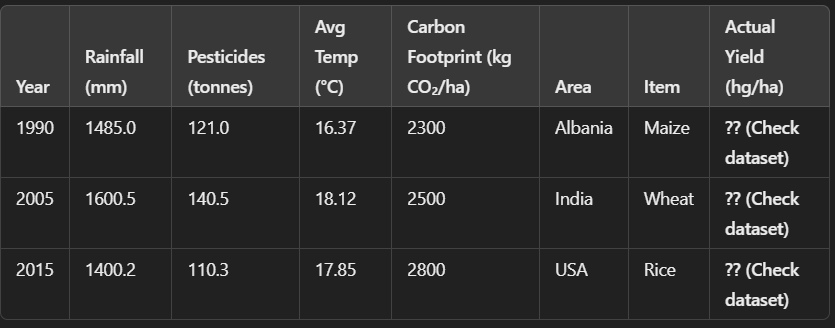 Year Rainfall (mm) Pesticides (tonnes) Avg Temp (°C) Carbon Footprint (kg CO₂/ha) Area Item Actual Yield (hg/ha)
1990 1485.0 121.0 16.37 2300 Albania Maize ?? (Check dataset)
2005 1600.5 140.5 18.12 2500 India Wheat ?? (Check dataset)
2015 1400.2 110.3 17.85 2800 USA Rice ?? (Check dataset)